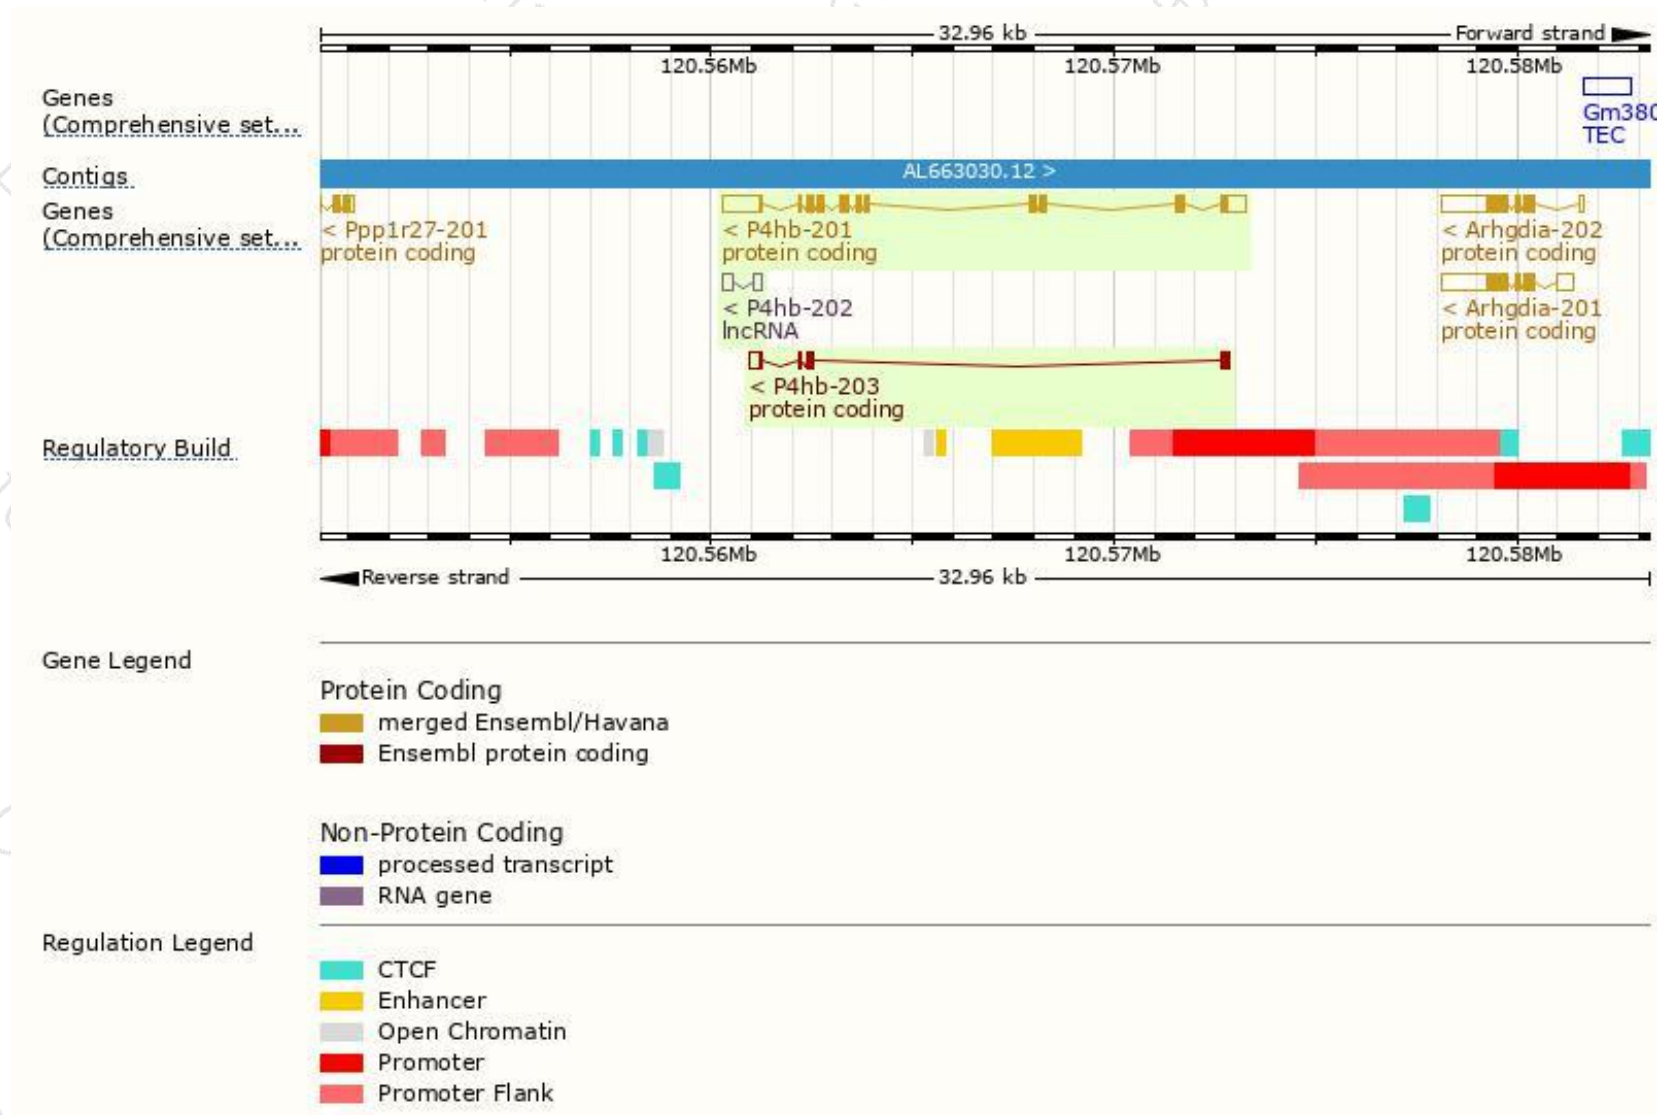 32.96 kb Forward strand
120.56Mb 120.57Mb 120.58Mb
Genes
(Comprehensive set...
Gm380
TEC
Contigs AL663030.12 >
Genes
(Comprehensive set...
< Ppp1r27-201 < P4hb-201 < Arhgdia-202
protein coding protein coding protein coding
< P4hb-202 < Arhgdia-201
lncRNA protein coding
< P4hb-203
protein coding
Regulatory Build
120.56Mb 120.57Mb 120.58Mb
Reverse strand 32.96 kb
Gene Legend
Protein Coding
merged Ensembl/Havana
Ensembl protein coding
Non-Protein Coding
processed transcript
RNA gene
Regulation Legend
CTCF
Enhancer
Open Chromatin
Promoter
Promoter Flank